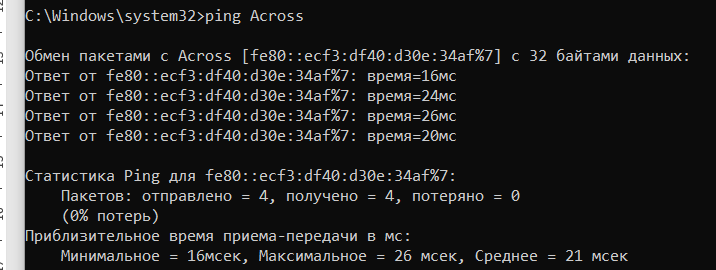 C:\Windows\system32>ping Across
Обмен пакетами с Across [fe80::ecf3:df40:d30e:34af%7] с 32 байтами данных:
Ответ от fe80::ecf3:df40:d30e:34af%7: время=16мс
Ответ от fe80::ecf3:df40:d30e:34af%7: время=24мс
Ответ от fe80::ecf3:df40:d30e:34af%7: время=26мс
Ответ от fe80::ecf3:df40:d30e:34af%7: время=20мс
Статистика Ping для fe80::ecf3:df40:d30e:34af%7:
Пакетов: отправлено = 4, получено = 4, потеряно = 0
(0% потерь)
Приблизительное время приема-передачи в мс:
Минимальное = 16мсек, Максимальное = 26 мсек, Среднее = 21 мсек